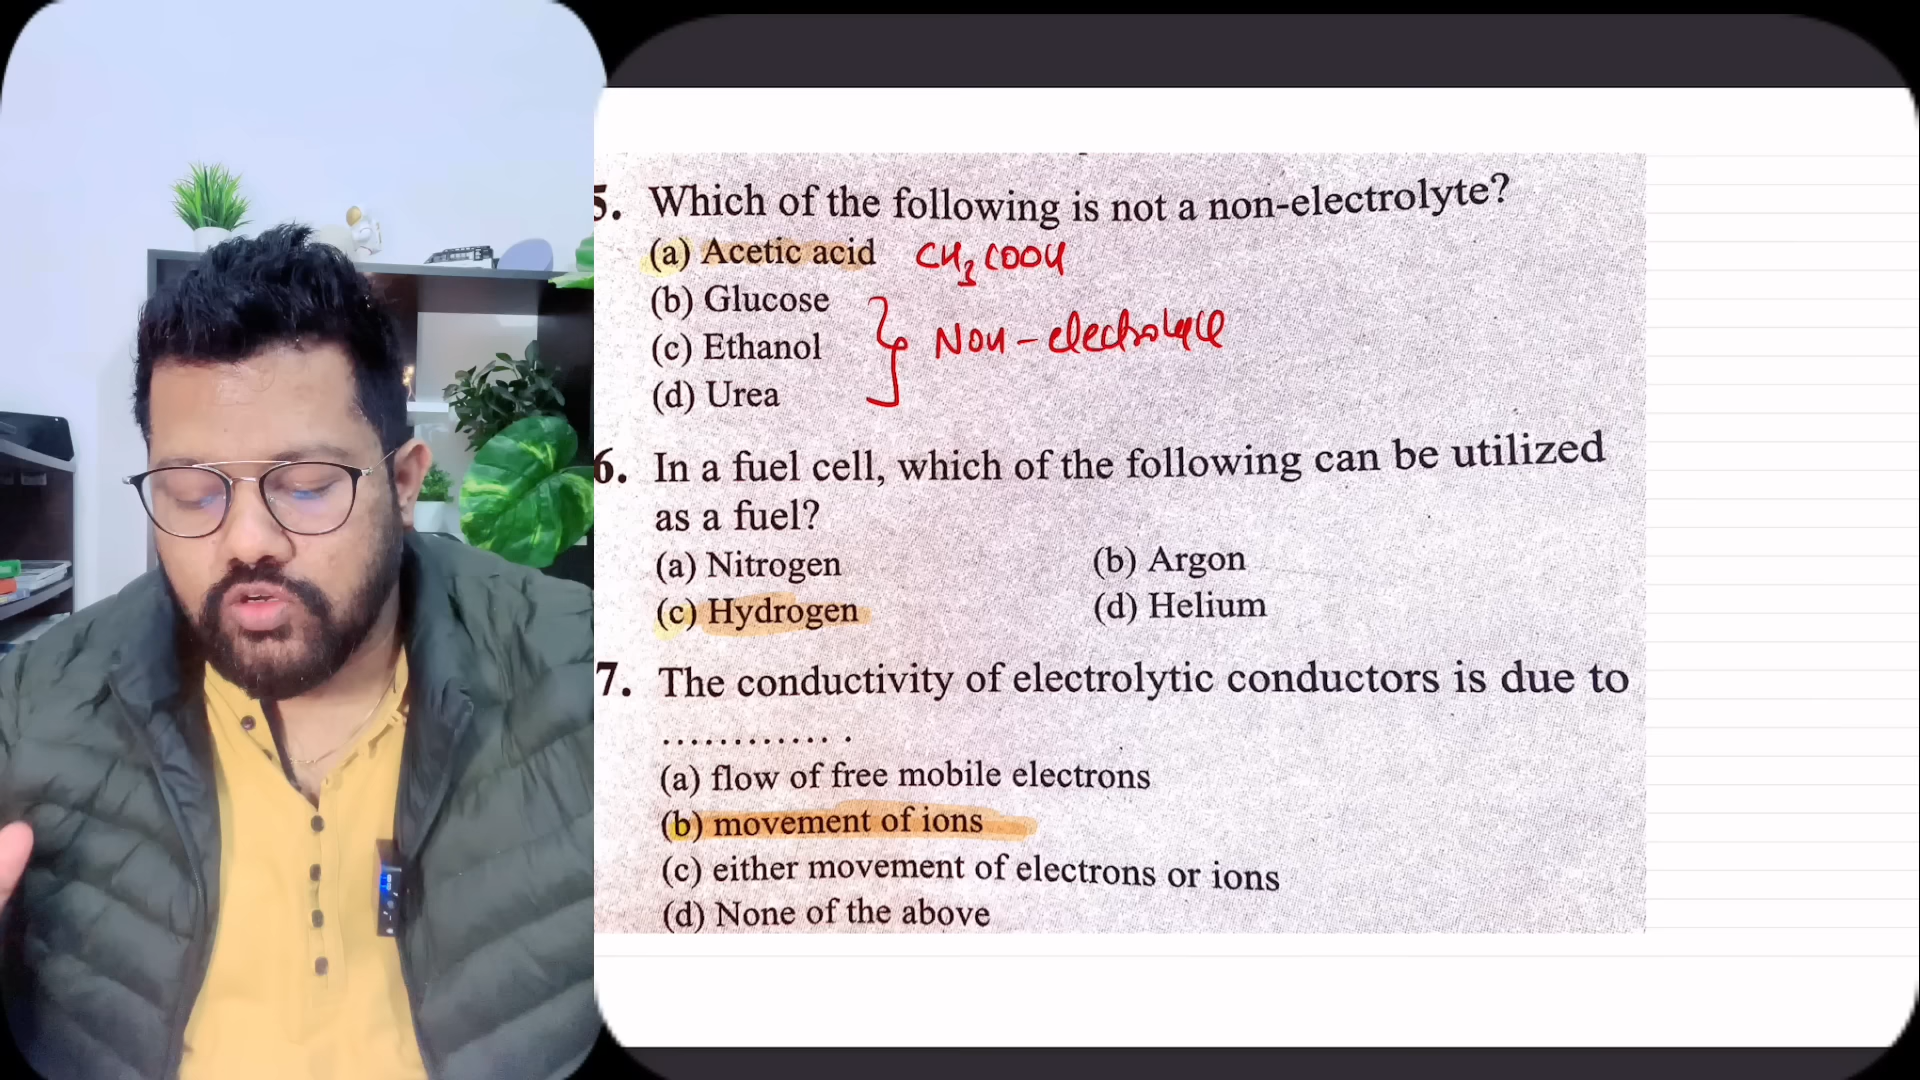 5. Which of the following is not a non-electrolyte?
(a) Acetic acid CH3COOH
(b) Glucose
(c) Ethanol Non-electrolyte
(d) Urea
6. In a fuel cell, which of the following can be utilized
as a fuel?
(a) Nitrogen (b) Argon
(c) Hydrogen (d) Helium
7. The conductivity of electrolytic conductors is due to
............. .
(a) flow of free mobile electrons
(b) movement of ions
(c) either movement of electrons or ions
(d) None of the above